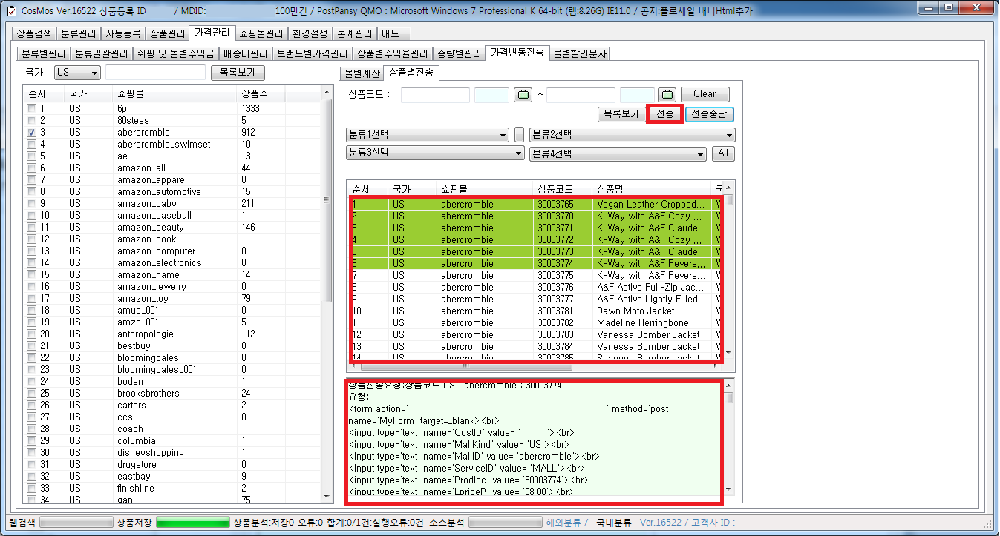 CosMos Ver.16522 상품등록 ID / MDID: 100만건 / PostPansy QMO : Microsoft Windows 7 Professional K 64-bit (램:8.26G) IE11.0 / 공지:플로세일 배너Html추가
상품검색 분류관리 자동등록 상품관리 가격관리 쇼핑몰관리 환경설정 통계관리 애드
분류별관리 분류일괄관리 쉬핑 및 몰별수익금 배송비관리 브랜드별가격관리 상품별수익율관리 중량별관리 가격변동전송 몰별할인문자
국가 : US 목록보기
순서 국가 쇼핑몰 상품수
1 US 6pm 1333
2 US 80stees 5
3 US abercrombie 912
4 US abercrombie_swimset 10
5 US ae 13
6 US amazon_all 44
7 US amazon_apparel 0
8 US amazon_automotive 15
9 US amazon_baby 211
10 US amazon_baseball 1
11 US amazon_beauty 146
12 US amazon_book 1
13 US amazon_computer 0
14 US amazon_electronics 0
15 US amazon_game 14
16 US amazon_jewelry 0
17 US amazon_toy 79
18 US amus_001 0
19 US amzn_001 5
20 US anthropologie 112
21 US bestbuy 0
22 US bloomingdales 0
23 US bloomingdales_001 0
24 US boden 1
25 US brooksbrothers 24
26 US carters 2
27 US ccs 0
28 US coach 1
29 US columbia 1
30 US disneyshopping 1
31 US drugstore 0
32 US eastbay 9
33 US finishline 2
34 US gap 75
몰별계산 상품별전송
상품코드 : ~ Clear
목록보기 전송 전송중단
분류1선택 분류2선택
분류3선택 분류4선택 All
순서 국가 쇼핑몰 상품코드 상품명
1 US abercrombie 30003765 Vegan Leather Cropped...
2 US abercrombie 30003770 K-Way with A&F Cozy ...
3 US abercrombie 30003771 K-Way with A&F Claude...
4 US abercrombie 30003772 K-Way with A&F Cozy ...
5 US abercrombie 30003773 K-Way with A&F Claude...
6 US abercrombie 30003774 K-Way with A&F Revers...
7 US abercrombie 30003775 K-Way with A&F Revers...
8 US abercrombie 30003776 A&F Active Full-Zip Jac...
9 US abercrombie 30003777 A&F Active Lightly Filled...
10 US abercrombie 30003781 Dawn Moto Jacket
11 US abercrombie 30003782 Madeline Herringbone ...
12 US abercrombie 30003783 Vanessa Bomber Jacket
13 US abercrombie 30003784 Vanessa Bomber Jacket
14 US abercrombie 30003785 Shannon Bomber Jacket
상품전송요청:상품코드:US : abercrombie : 30003774
요청:
<form action=' ' method='post'
name='MyForm' target=_blank><br>
<input type='text' name='CustID' value= ' '><br>
<input type='text' name='MallKind' value= 'US'><br>
<input type='text' name='MallID' value= 'abercrombie'><br>
<input type='text' name='ServiceID' value= 'MALL'><br>
<input type='text' name='ProdInc' value= '30003774'><br>
<input type='text' name='LpriceP' value= '98.00'><br>
웹검색 상품저장 상품분석:저장0-오류:0-합계:0/1건:실행오류:0건 소스분석 해외분류 / 국내분류 Ver.16522 / 고객사 ID :